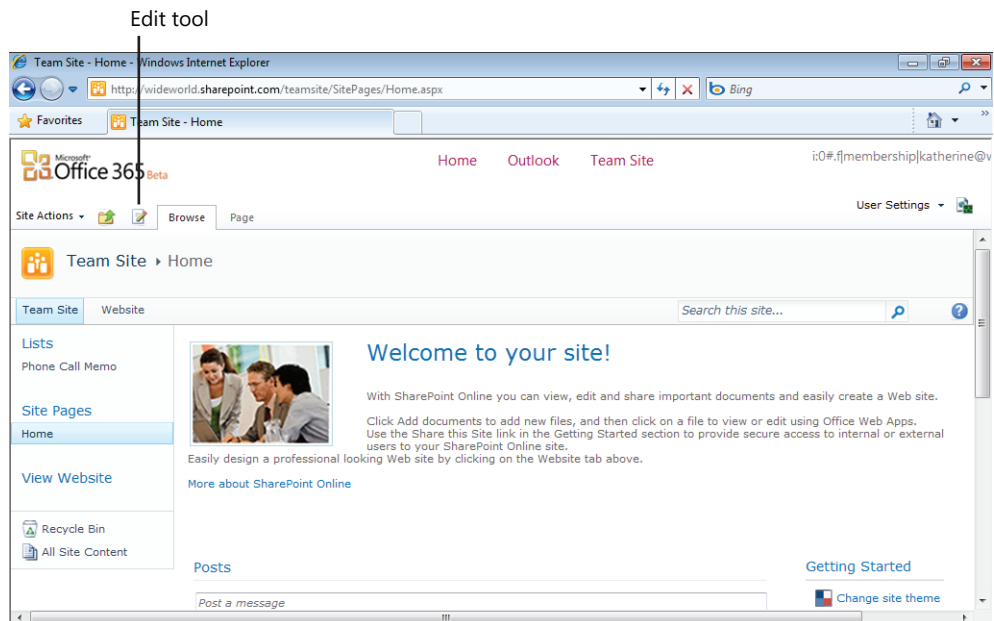 Edit tool
Team Site - Home - Windows Internet Explorer
http://wideworld.sharepoint.com/teamsite/SitePages/Home.aspx
Bing
Favorites
Team Site - Home
Microsoft
Office 365 Beta
Home Outlook Team Site
i:0#.f|membership|katherine@w
Site Actions
Browse Page
User Settings
Team Site Home
Team Site Website
Search this site...
Lists
Phone Call Memo
Site Pages
Home
View Website
Recycle Bin
All Site Content
Welcome to your site!
With SharePoint Online you can view, edit and share important documents and easily create a Web site.
Click Add documents to add new files, and then click on a file to view or edit using Office Web Apps.
Use the Share this Site link in the Getting Started section to provide secure access to internal or external
users to your SharePoint Online site.
Easily design a professional looking Web site by clicking on the Website tab above.
More about SharePoint Online
Posts
Post a message
Getting Started
Change site theme